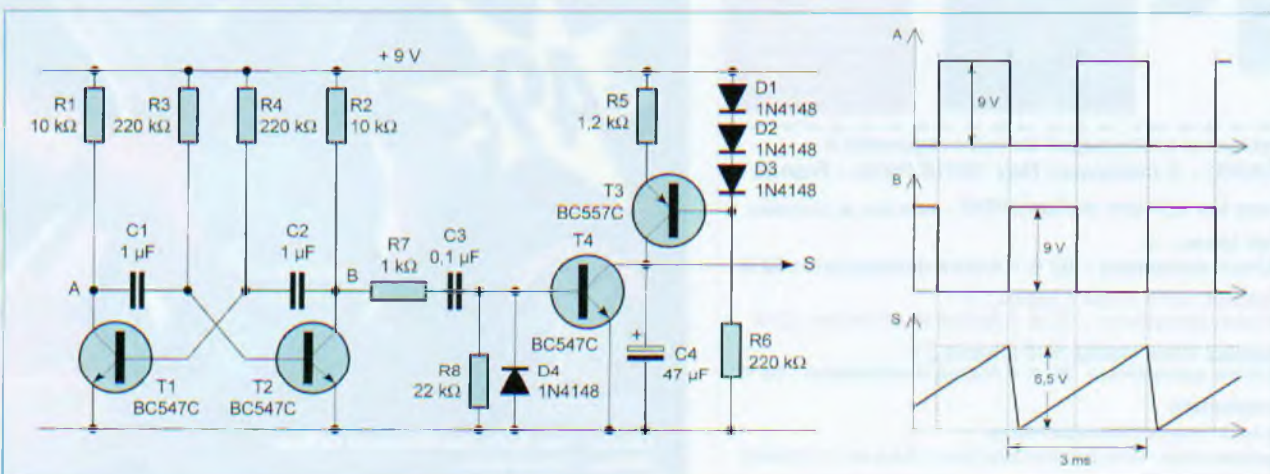 + 9 V
R1
10 kΩ
R3
220 kΩ
R4
220 kΩ
R2
10 kΩ
R5
1,2 kΩ
D1
1N4148
D2
1N4148
D3
1N4148
C1
1 µF
C2
1 µF
A
B
R7
1 kΩ
C3
0,1 µF
T3
BC557C
T4
BC547C
S
T1
BC547C
T2
BC547C
R8
22 kΩ
D4
1N4148
C4
47 µF
+
R6
220 kΩ
A
9 V
B
9 V
S
6,5 V
3 ms